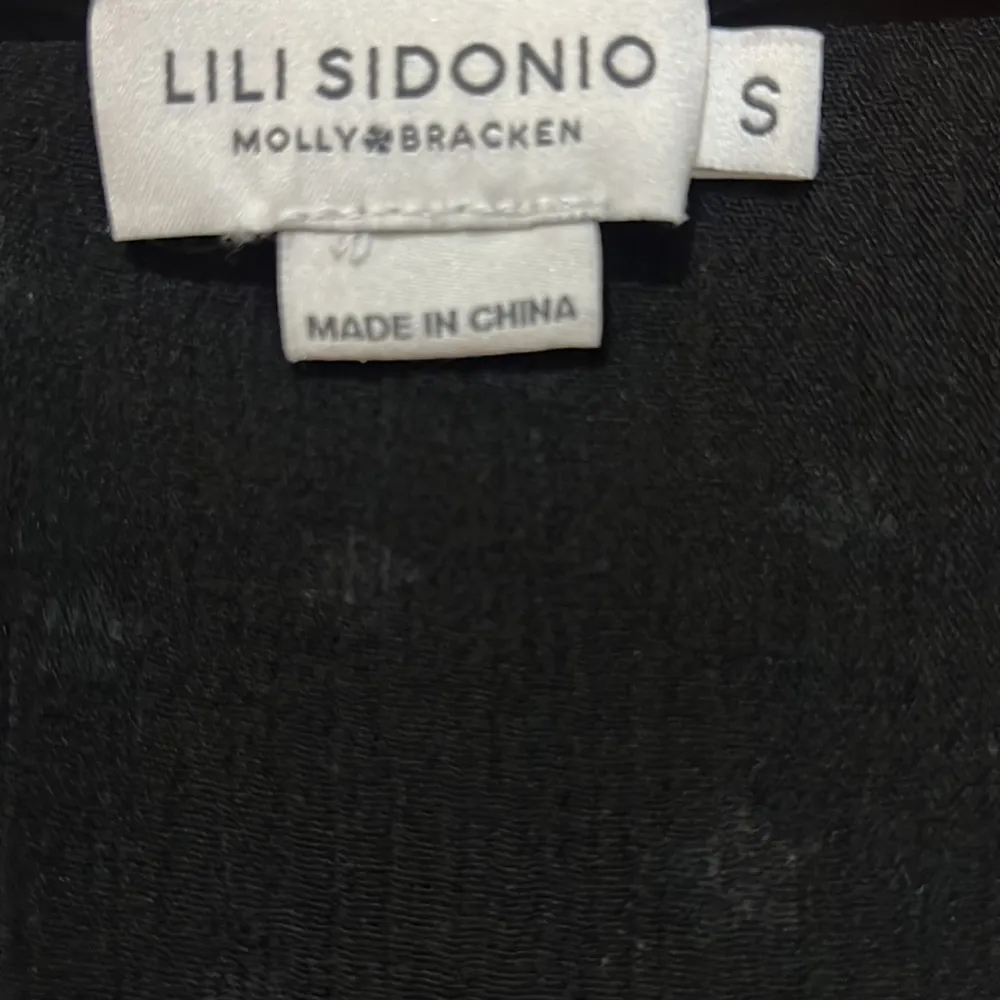 LILI SIDONIO
MOLLY BRACKEN
S
MADE IN CHINA